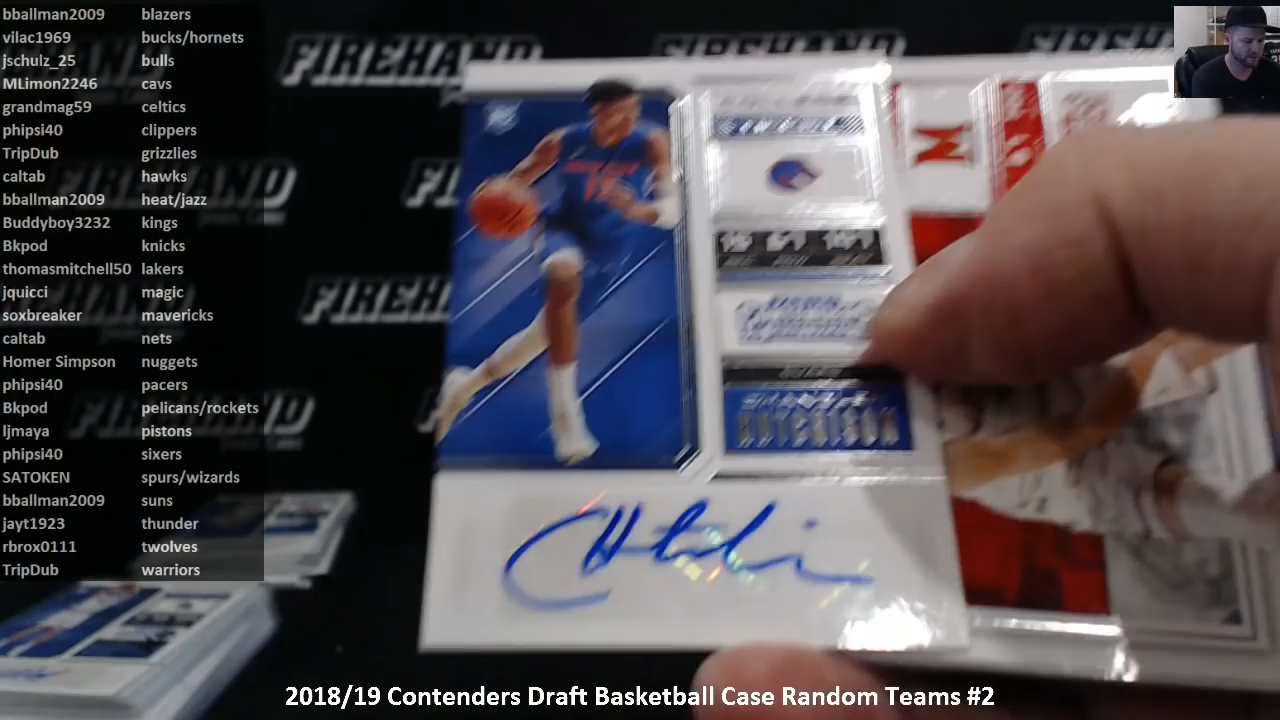 bballman2009 blazers
vilac1969 bucks/hornets
jschulz_25 bulls
MLimon2246 cavs
grandmag59 celtics
phipsi40 clippers
TripDub grizzlies
caltab hawks
bballman2009 heat/jazz
Buddyboy3232 kings
Bkpod knicks
thomasmitchell50 lakers
jquicci magic
soxbreaker mavericks
caltab nets
Homer Simpson nuggets
phipsi40 pacers
Bkpod pelicans/rockets
ljmaya pistons
phipsi40 sixers
SATOKEN spurs/wizards
bballman2009 suns
jayt1923 thunder
rbrox0111 twolves
TripDub warriors
FIREHAND
RC
M
HUTCHISON
2018/19 Contenders Draft Basketball Case Random Teams #2